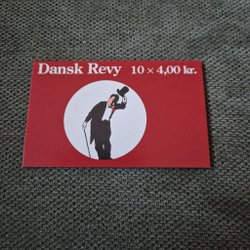 Dansk Revy 10 × 4,00 kr.